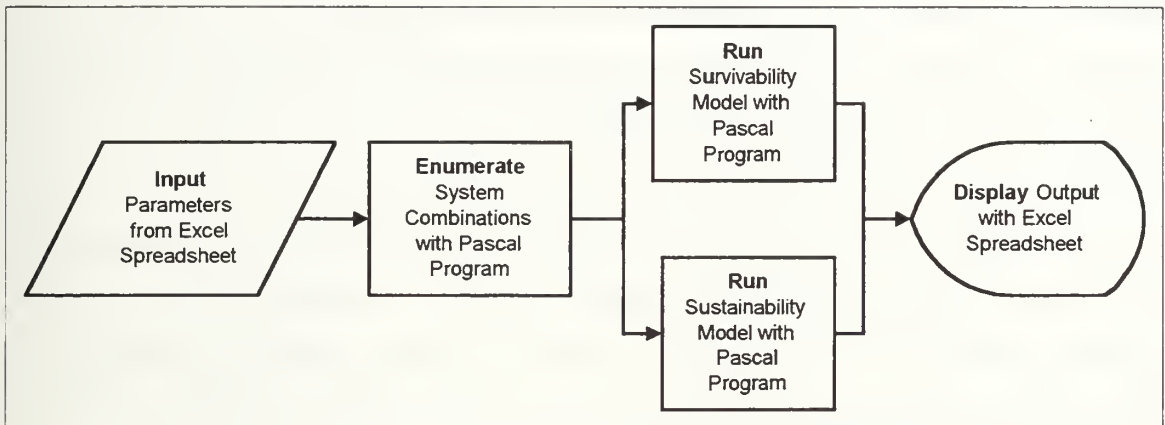 Input
Parameters
from Excel
Spreadsheet
Enumerate
System
Combinations
with Pascal
Program
Run
Survivability
Model with
Pascal
Program
Run
Sustainability
Model with
Pascal
Program
Display Output
with Excel
Spreadsheet